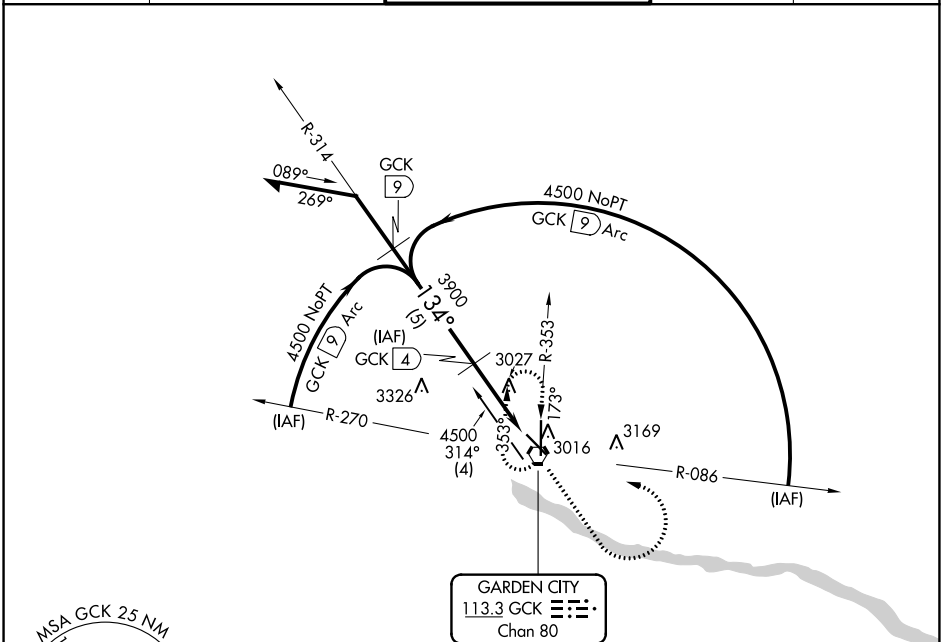 R-314
089°
269°
GCK
9
4500 NoPT
GCK 9 Arc
4500 NoPT
GCK 9 Arc
3900
134°
(5)
(IAF)
GCK 4
R-353
3027
3326
(IAF)
R-270
4500
314°
(4)
353°
173°
3016
3169
R-086
(IAF)
GARDEN CITY
113.3 GCK
Chan 80
MSA GCK 25 NM